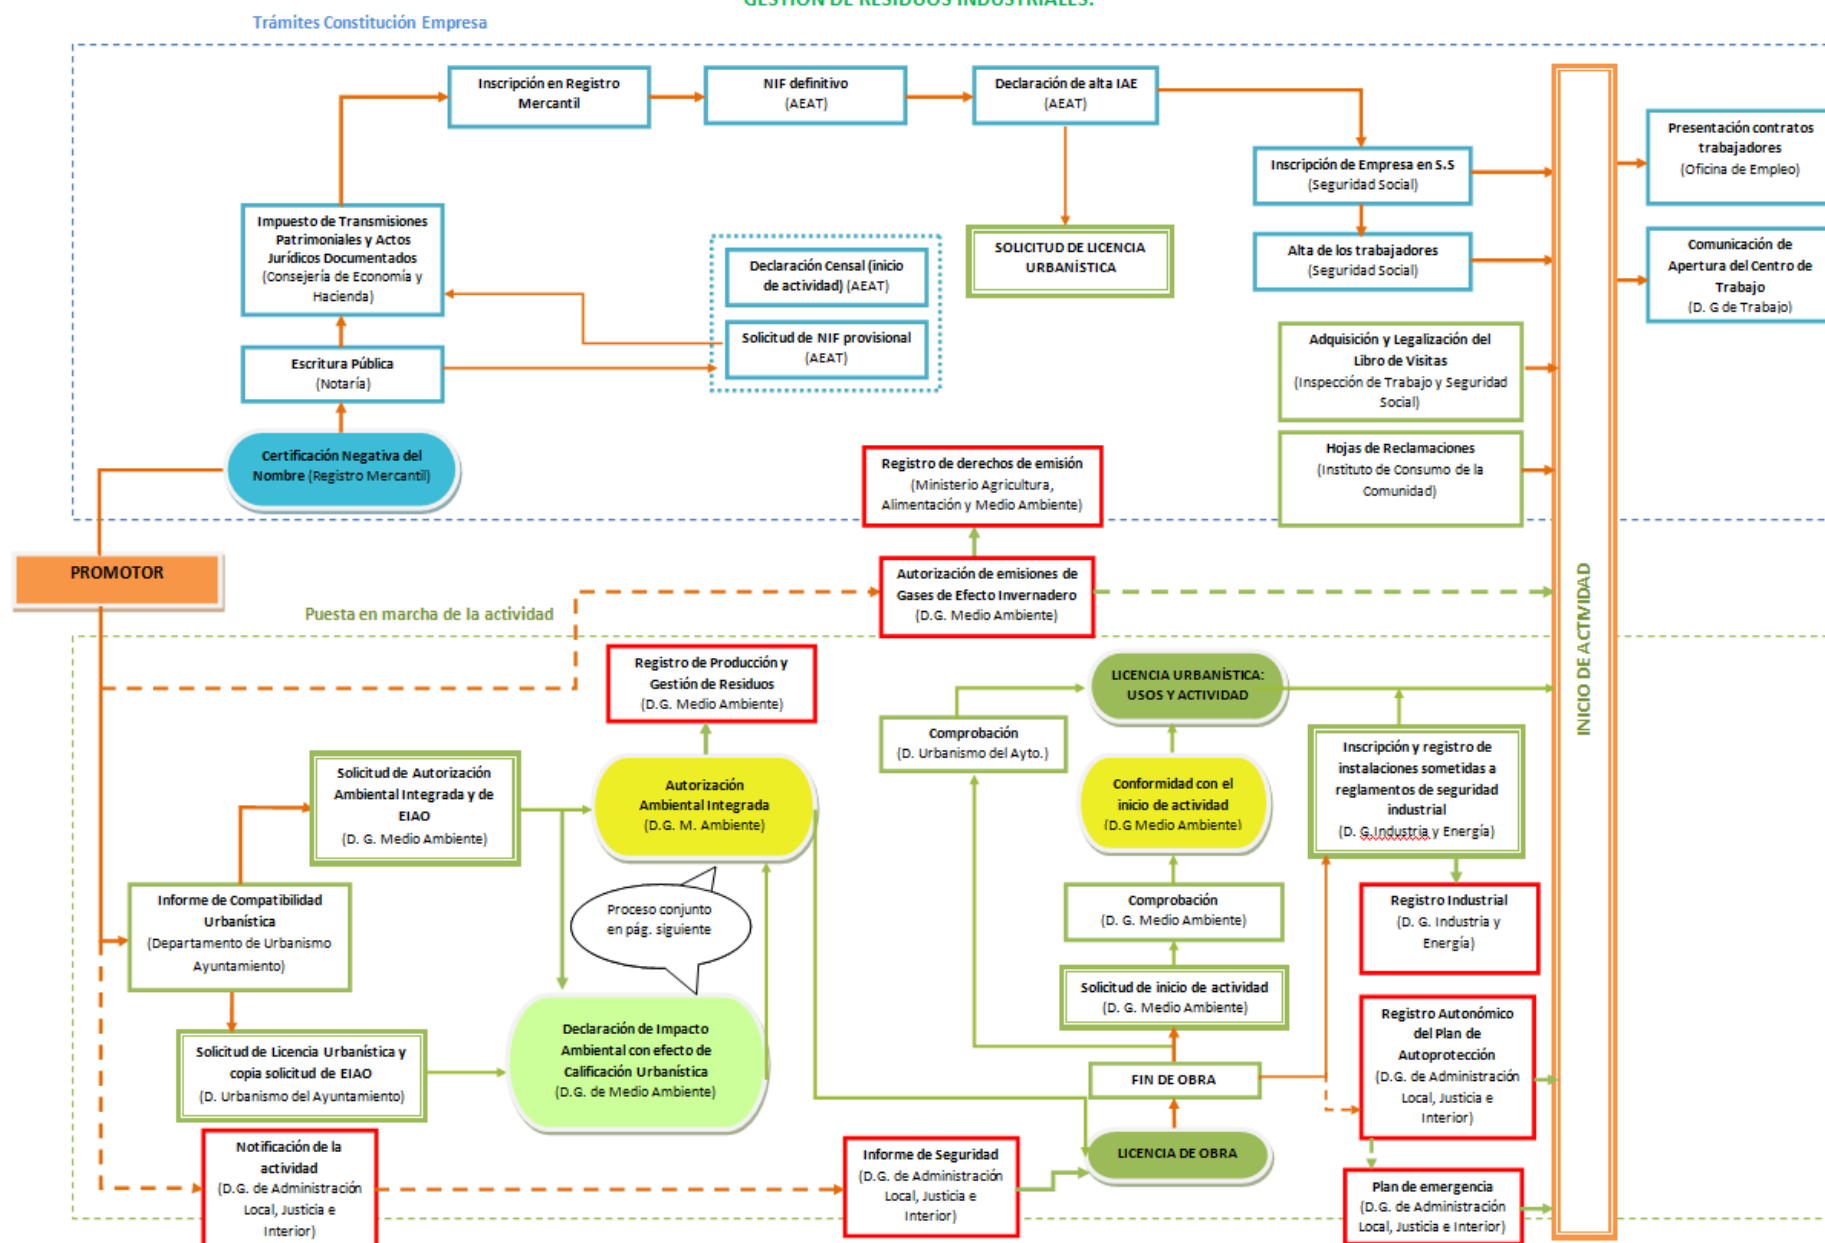 GESTIÓN DE RESIDUOS INDUSTRIALES.
Trámites Constitución Empresa
Inscripción en Registro
Mercantil
NIF definitivo
(AEAT)
Declaración de alta IAE
(AEAT)
Presentación contratos
trabajadores
(Oficina de Empleo)
Inscripción de Empresa en S.S
(Seguridad Social)
Impuesto de Transmisiones
Patrimoniales y Actos
Jurídicos Documentados
(Consejería de Economía y
Hacienda)
SOLICITUD DE LICENCIA
URBANÍSTICA
Alta de los trabajadores
(Seguridad Social)
Comunicación de
Apertura del Centro de
Trabajo
(D. G de Trabajo)
Declaración Censal (inicio
de actividad) (AEAT)
Solicitud de NIF provisional
(AEAT)
Escritura Pública
(Notaría)
Adquisición y Legalización del
Libro de Visitas
(Inspección de Trabajo y Seguridad
Social)
Certificación Negativa del
Nombre (Registro Mercantil)
Registro de derechos de emisión
(Ministerio Agricultura,
Alimentación y Medio Ambiente)
Hojas de Reclamaciones
(Instituto de Consumo de la
Comunidad)
PROMOTOR
Autorización de emisiones de
Gases de Efecto Invernadero
(D.G. Medio Ambiente)
INICIO DE ACTIVIDAD
Puesta en marcha de la actividad
Registro de Producción y
Gestión de Residuos
(D.G. Medio Ambiente)
LICENCIA URBANÍSTICA:
USOS Y ACTIVIDAD
Comprobación
(D. Urbanismo del Ayto.)
Inscripción y registro de
instalaciones sometidas a
reglamentos de seguridad
industrial
(D. G.Industria y Energía)
Solicitud de Autorización
Ambiental Integrada y de
EIAO
(D. G. Medio Ambiente)
Autorización
Ambiental Integrada
(D.G. M. Ambiente)
Conformidad con el
inicio de actividad
(D.G Medio Ambiente)
Informe de Compatibilidad
Urbanística
(Departamento de Urbanismo
Ayuntamiento)
Proceso conjunto
en pág. siguiente
Comprobación
(D. G. Medio Ambiente)
Registro Industrial
(D. G. Industria y
Energía)
Solicitud de inicio de actividad
(D. G. Medio Ambiente)
Solicitud de Licencia Urbanística y
copia solicitud de EIAO
(D. Urbanismo del Ayuntamiento)
Declaración de Impacto
Ambiental con efecto de
Calificación Urbanística
(D.G. de Medio Ambiente)
FIN DE OBRA
Registro Autonómico
del Plan de
Autoprotección
(D.G. de Administración
Local, Justicia e
Interior)
Notificación de la
actividad
(D.G. de Administración
Local, Justicia e
Interior)
Informe de Seguridad
(D.G. de Administración
Local, Justicia e
Interior)
LICENCIA DE OBRA
Plan de emergencia
(D.G. de Administración
Local, Justicia e Interior)